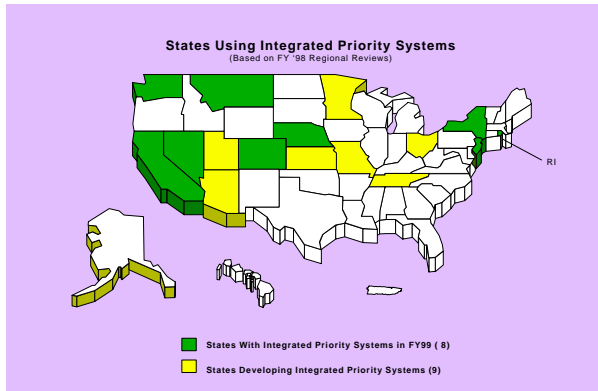 States Using Integrated Priority Systems
(Based on FY '98 Regional Reviews)
RI
States With Integrated Priority Systems in FY99 ( 8)
States Developing Integrated Priority Systems (9)